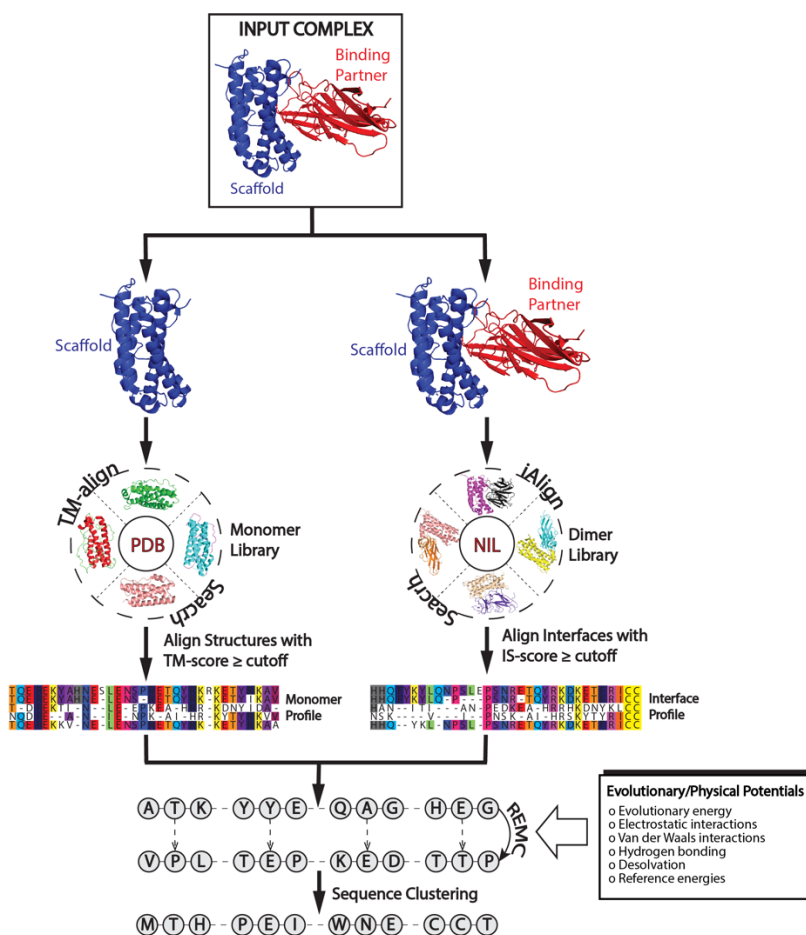 INPUT COMPLEX
Binding
Partner
Scaffold
Binding
Partner
Scaffold
Scaffold
TM-align
PDB
Seacrh
Monomer
Library
iAlign
NIL
Seacrh
Dimer
Library
Align Structures with
TM-score ≥ cutoff
Align Interfaces with
IS-score ≥ cutoff
Monomer
Profile
Interface
Profile
A T K Y Y E Q A G H E G
REMC
V P L T E P K E D T T P
Sequence Clustering
M T H P E I W N E C C T
Evolutionary/Physical Potentials
o Evolutionary energy
o Electrostatic interactions
o Van der Waals interactions
o Hydrogen bonding
o Desolvation
o Reference energies